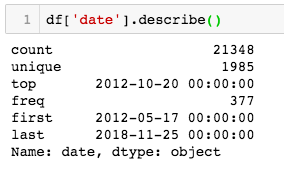 1 df['date'].describe()
count 21348
unique 1985
top 2012-10-20 00:00:00
freq 377
first 2012-05-17 00:00:00
last 2018-11-25 00:00:00
Name: date, dtype: object